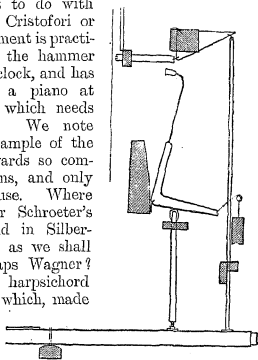 s to do with
Cristofori or
ment is practi-
the hammer
clock, and has
a piano at
which needs
We note
ample of the
wards so com-
ns, and only
use. Where
r Schroeter's
d in Silber-
as we shall
aps Wagner?
harpsichord
which, made